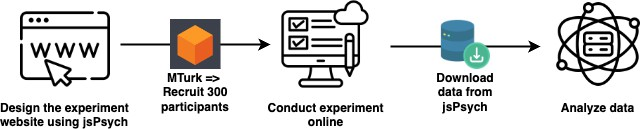 WWW
Design the experiment
website using jsPsych
MTurk =>
Recruit 300
participants
Conduct experiment
online
Download
data from
jsPsych
Analyze data